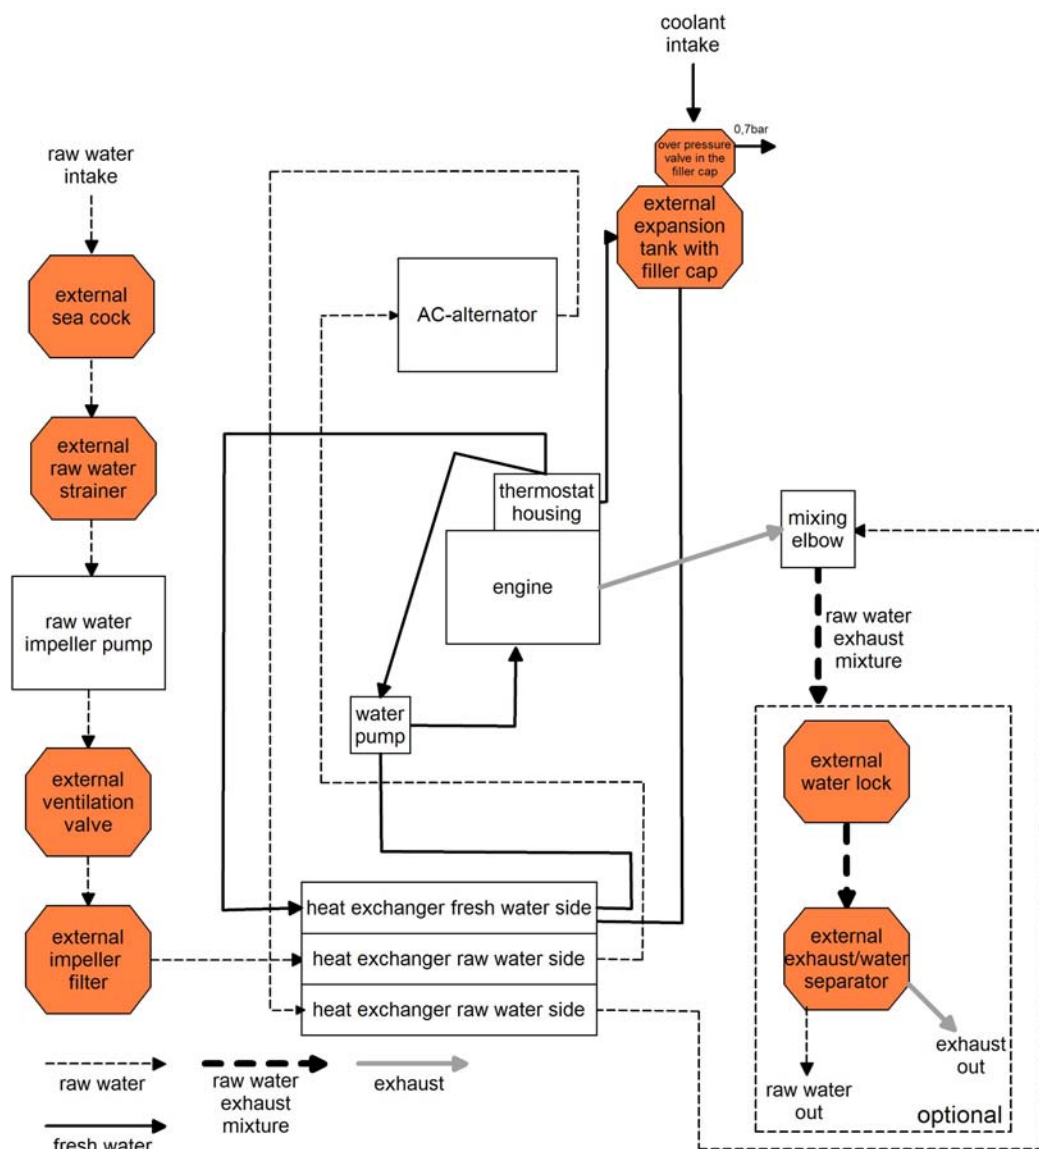 coolant
intake
0,7bar
over pressure
valve in the
filler cap
raw water
intake
external
expansion
tank with
filler cap
external
sea cock
AC-alternator
external
raw water
strainer
thermostat
housing
mixing
elbow
engine
raw water
impeller pump
raw water
exhaust
mixture
water
pump
external
ventilation
valve
external
water lock
heat exchanger fresh water side
external
impeller
filter
heat exchanger raw water side
external
exhaust/water
separator
heat exchanger raw water side
exhaust
out
raw water
raw water
exhaust
mixture
exhaust
raw water
out
optional
fresh water